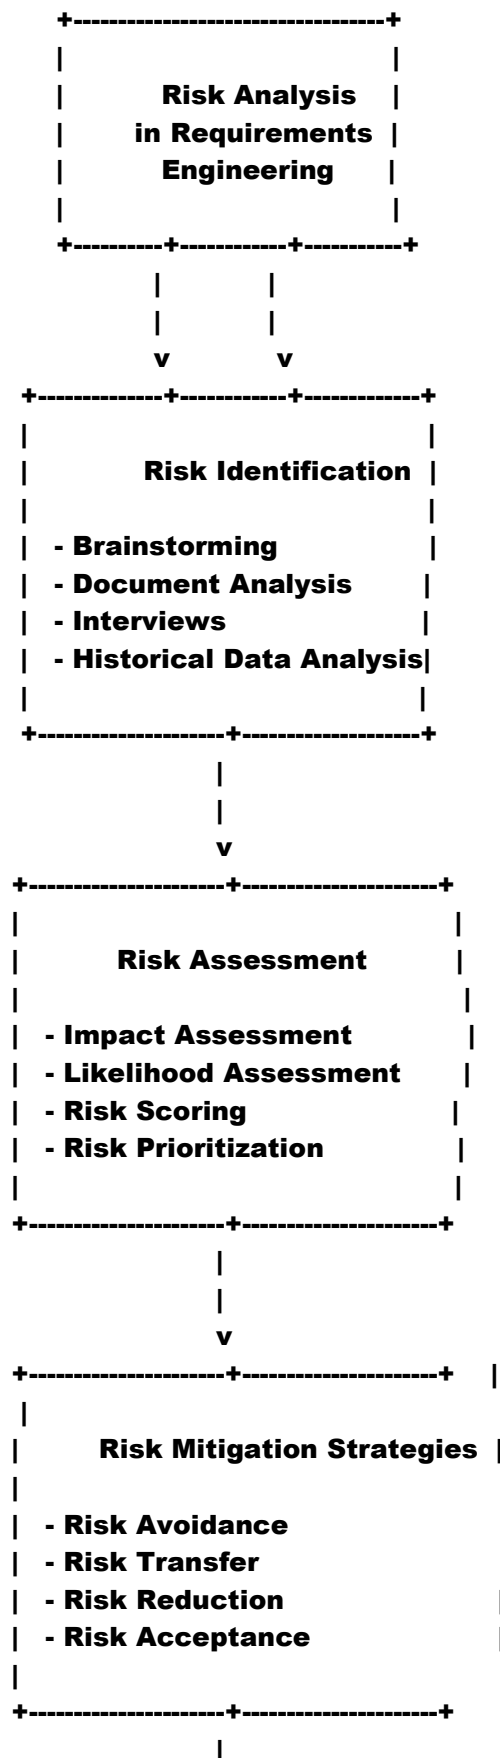 +-----------------------------------+
|                                   |
|          Risk Analysis    |
|       in Requirements  |
|          Engineering      |
|                                   |
+----------+------------+-----------+
|            |
|            |
v            v
+--------------+------------+-------------+
|                                           |
|            Risk Identification  |
|                                           |
|   - Brainstorming                |
|   - Document Analysis        |
|   - Interviews                     |
|   - Historical Data Analysis|
|                                          |
+---------------------+--------------------+
|
|
v
+----------------------+----------------------+
|                                              |
|          Risk Assessment          |
|                                               |
|   - Impact Assessment             |
|   - Likelihood Assessment       |
|   - Risk Scoring                      |
|   - Risk Prioritization               |
|                                              |
+----------------------+----------------------+
|
|
v
+----------------------+----------------------+    |
|
|        Risk Mitigation Strategies  |
|
|   - Risk Avoidance
|   - Risk Transfer
|   - Risk Reduction                       |
|   - Risk Acceptance                    |
|
+----------------------+----------------------+
|